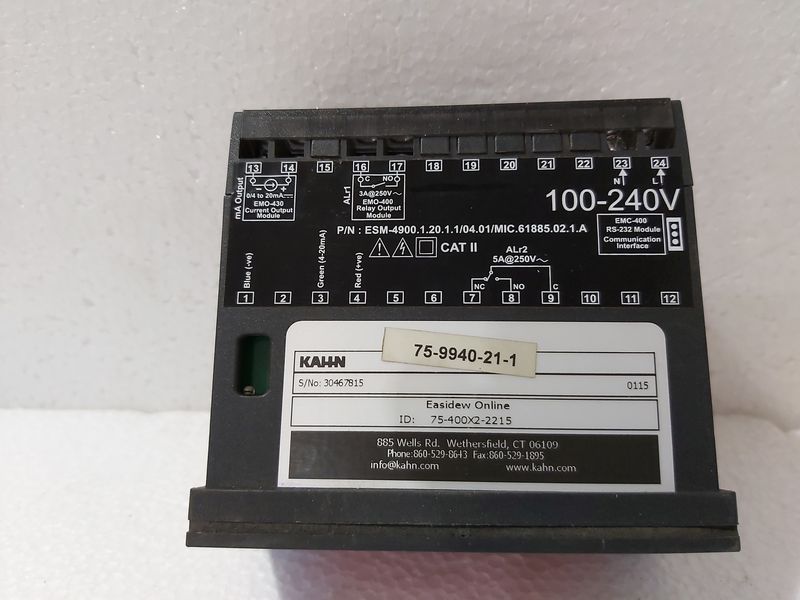 13 14 15 16 17 18 19 20 21 22 23 24
N L
mA Output
- +
0/4 to 20mA
EMO-430
Current Output
Module
ALr1
C NO
3A@250V~
EMO-400
Relay Output
Module
100-240V
EMC-400
RS-232 Module
Communication
Interface
P/N : ESM-4900.1.20.1.1/04.01/MIC.61885.02.1.A
CAT II
ALr2
5A@250V~
Blue (-ve)
Green (4-20mA)
Red (+ve)
NC NO C
1 2 3 4 5 6 7 8 9 10 11 12
75-9940-21-1
KAHN
S/No: 30467815 0115
Easidew Online
ID: 75-400X2-2215
885 Wells Rd. Wethersfield, CT 06109
Phone:860-529-8643 Fax:860-529-1895
info@kahn.com www.kahn.com